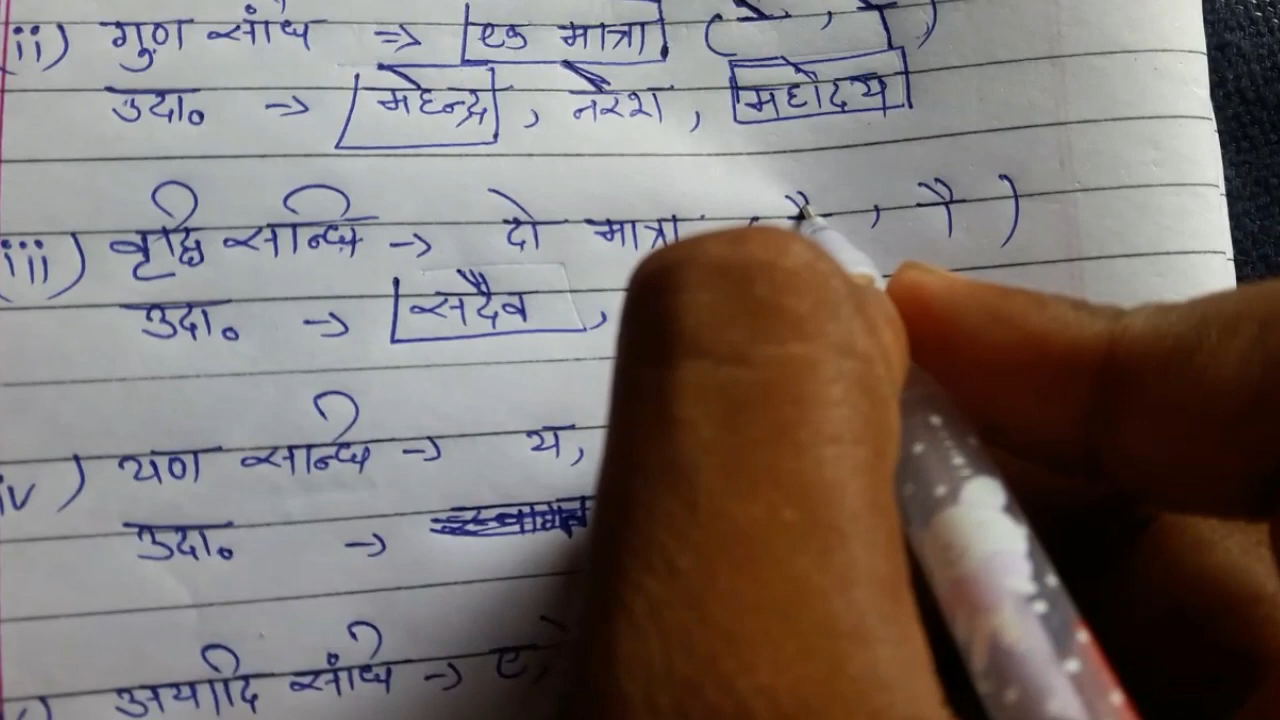 (ii) गुण संधि => एक मात्रा ( े , ो )
उदा० -> महेन्द्र , नरेश , महोदय
(iii) वृद्धि सन्धि -> दो मात्रा ( ै , ौ )
उदा० -> सदैव ,
iv) यण सन्धि -> य,
उदा० ->
) अयादि संधि -> ए,